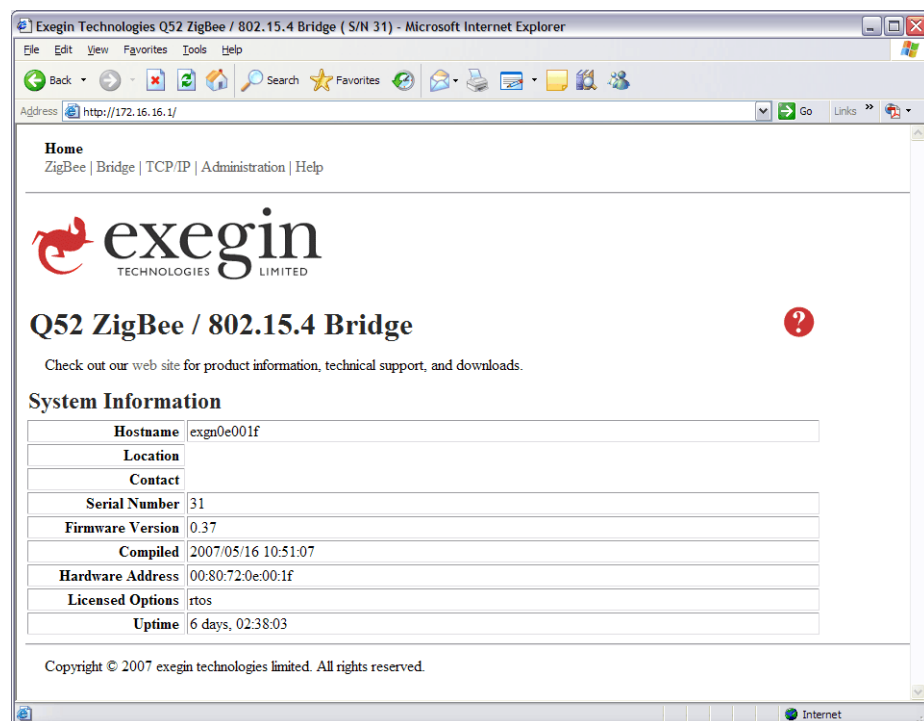 Exegin Technologies Q52 ZigBee / 802.15.4 Bridge ( S/N 31) - Microsoft Internet Explorer
File Edit View Favorites Tools Help
Back Search Favorites
Address http://172.16.16.1/ Go Links »
Home
ZigBee | Bridge | TCP/IP | Administration | Help
exegin
TECHNOLOGIES LIMITED
Q52 ZigBee / 802.15.4 Bridge ?
Check out our web site for product information, technical support, and downloads.
System Information
Hostname exgn0e001f
Location
Contact
Serial Number 31
Firmware Version 0.37
Compiled 2007/05/16 10:51:07
Hardware Address 00:80:72:0e:00:1f
Licensed Options rtos
Uptime 6 days, 02:38:03
Copyright © 2007 exegin technologies limited. All rights reserved.
Internet